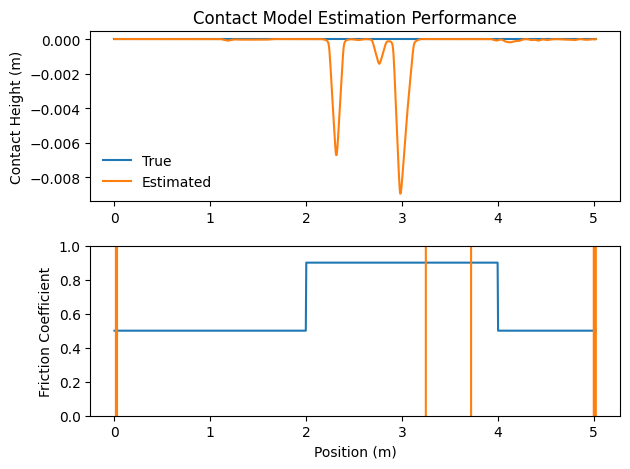 Contact Model Estimation Performance
Contact Height (m)
0.000
−0.002
−0.004
−0.006
−0.008
True
Estimated
0 1 2 3 4 5
Friction Coefficient
1.0
0.8
0.6
0.4
0.2
0.0
0 1 2 3 4 5
Position (m)